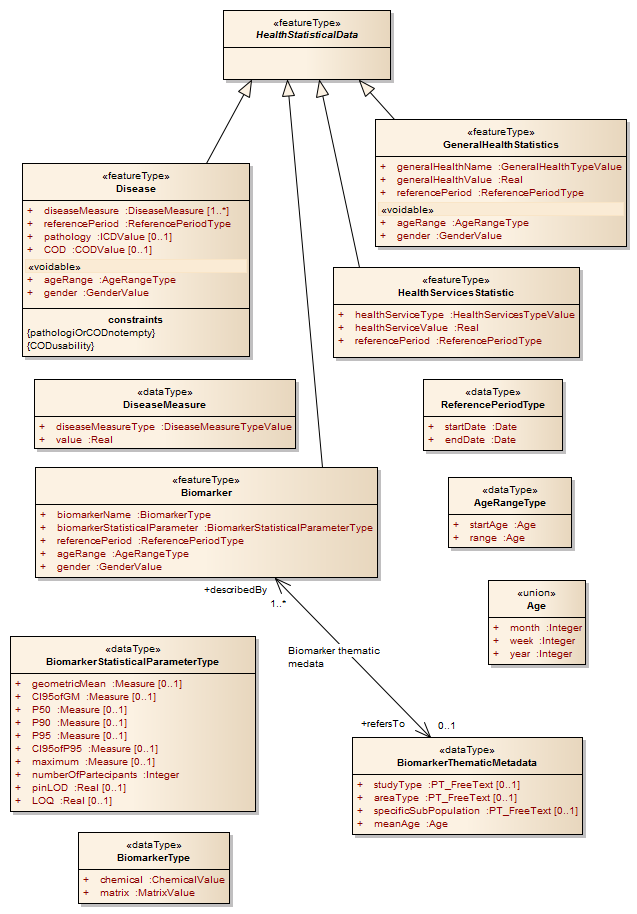 «featureType»
HealthStatisticalData
«featureType»
GeneralHealthStatistics
+ generalHealthName :GeneralHealthTypeValue
+ generalHealthValue :Real
+ referencePeriod :ReferencePeriodType
«voidable»
+ ageRange :AgeRangeType
+ gender :GenderValue
«featureType»
Disease
+ diseaseMeasure :DiseaseMeasure [1..*]
+ referencePeriod :ReferencePeriodType
+ pathology :ICDValue [0..1]
+ COD :CODValue [0..1]
«voidable»
+ ageRange :AgeRangeType
+ gender :GenderValue
constraints
{pathologiOrCODnotempty}
{CODusability}
«featureType»
HealthServicesStatistic
+ healthServiceType :HealthServicesTypeValue
+ healthServiceValue :Real
+ referencePeriod :ReferencePeriodType
«dataType»
DiseaseMeasure
+ diseaseMeasureType :DiseaseMeasureTypeValue
+ value :Real
«dataType»
ReferencePeriodType
+ startDate :Date
+ endDate :Date
«featureType»
Biomarker
+ biomarkerName :BiomarkerType
+ biomarkerStatisticalParameter :BiomarkerStatisticalParameterType
+ referencePeriod :ReferencePeriodType
+ ageRange :AgeRangeType
+ gender :GenderValue
«dataType»
AgeRangeType
+ startAge :Age
+ range :Age
«union»
Age
+ month :Integer
+ week :Integer
+ year :Integer
+describedBy
1..*
Biomarker thematic
medata
+refersTo
0..1
«dataType»
BiomarkerStatisticalParameterType
+ geometricMean :Measure [0..1]
+ CI95ofGM :Measure [0..1]
+ P50 :Measure [0..1]
+ P90 :Measure [0..1]
+ P95 :Measure [0..1]
+ CI95ofP95 :Measure [0..1]
+ maximum :Measure [0..1]
+ numberOfPartecipants :Integer
+ pinLOD :Real [0..1]
+ LOQ :Real [0..1]
«dataType»
BiomarkerThematicMetadata
+ studyType :PT_FreeText [0..1]
+ areaType :PT_FreeText [0..1]
+ specificSubPopulation :PT_FreeText [0..1]
+ meanAge :Age
«dataType»
BiomarkerType
+ chemical :ChemicalValue
+ matrix :MatrixValue